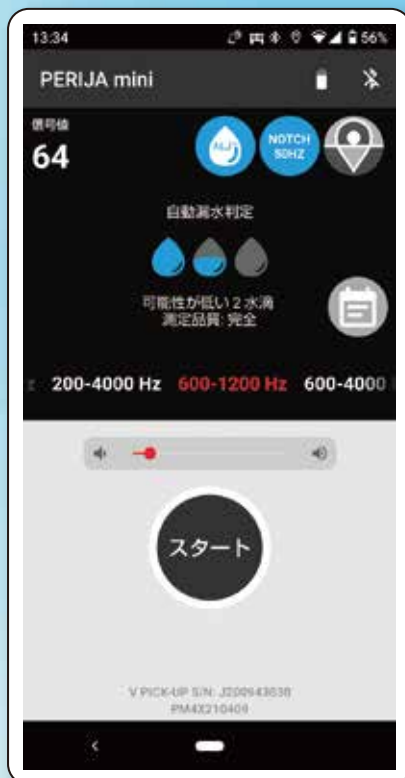 13:34 56%
PERIJA mini
信号値
64
NOTCH
50HZ
自動漏水判定
可能性が低い 2 水滴
測定品質: 完全
200-4000 Hz 600-1200 Hz 600-4000
スタート
V PICK-UP S/N: J200943030
PM4X210409